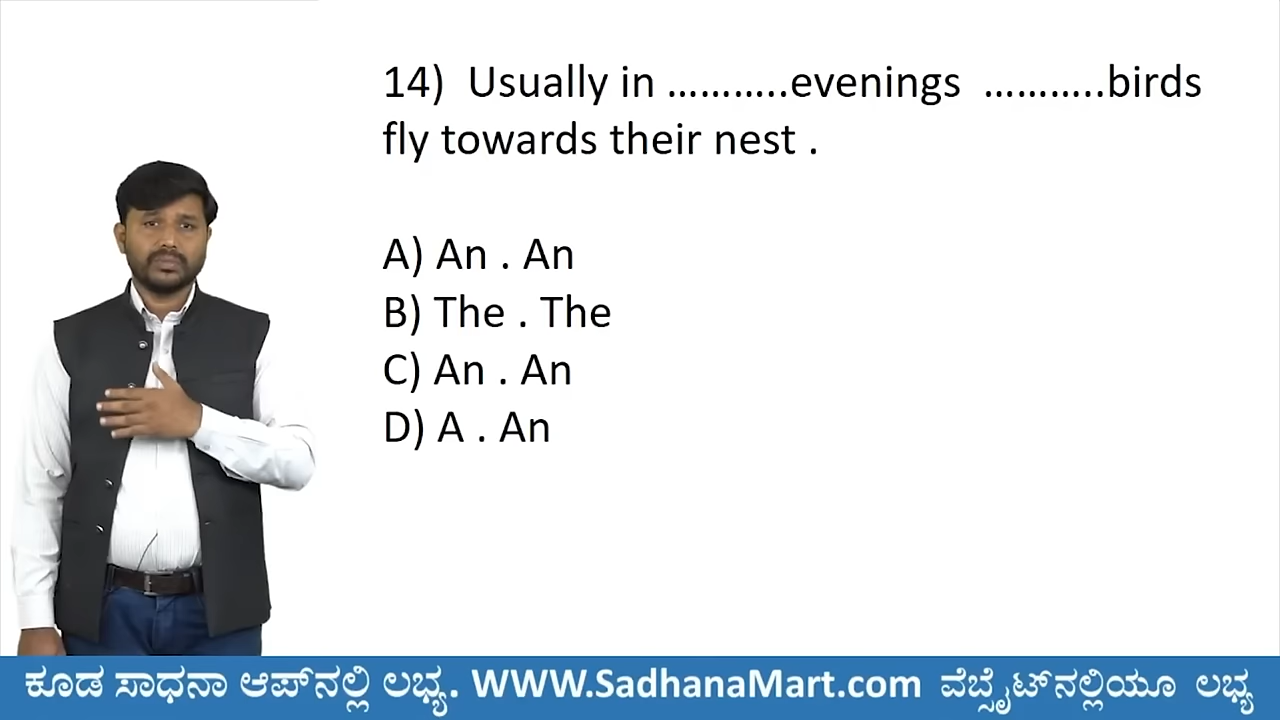 14)  Usually in ………..evenings  ………..birds
fly towards their nest .
A) An . An
B) The . The
C) An . An
D) A . An
ಕೂಡ ಸಾಧನಾ ಆಪ್‌ನಲ್ಲಿ ಲಭ್ಯ. WWW.SadhanaMart.com ವೆಬ್ಸೈಟ್‌ನಲ್ಲಿಯೂ ಲಭ್ಯ